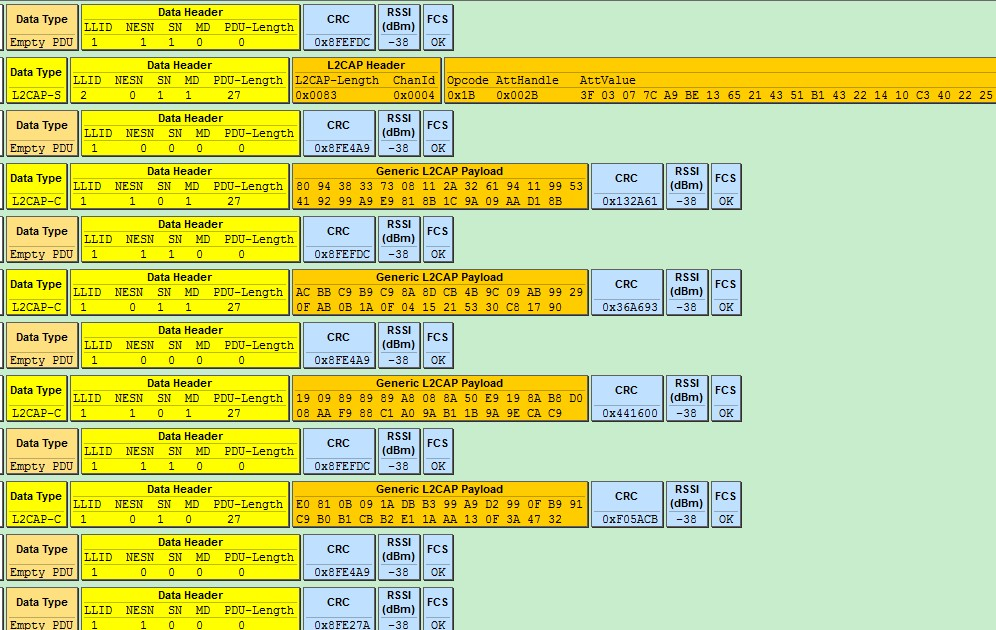 Data Type Data Header CRC RSSI (dBm) FCS
LLID NESN SN MD PDU-Length
Empty PDU 1 1 1 0 0 0x8FEFDC -38 OK
Data Type Data Header L2CAP Header
LLID NESN SN MD PDU-Length L2CAP-Length ChanId Opcode AttHandle AttValue
L2CAP-S 2 0 1 1 27 0x0083 0x0004 0x1B 0x002B 3F 03 07 7C A9 BE 13 65 21 43 51 B1 43 22 14 10 C3 40 22 25
Data Type Data Header CRC RSSI (dBm) FCS
LLID NESN SN MD PDU-Length
Empty PDU 1 0 0 0 0 0x8FE4A9 -38 OK
Data Type Data Header Generic L2CAP Payload CRC RSSI (dBm) FCS
LLID NESN SN MD PDU-Length 80 94 38 33 73 08 11 2A 32 61 94 11 99 53
L2CAP-C 1 1 0 1 27 41 92 99 A9 E9 81 8B 1C 9A 09 AA D1 8B 0x132A61 -38 OK
Data Type Data Header CRC RSSI (dBm) FCS
LLID NESN SN MD PDU-Length
Empty PDU 1 1 1 0 0 0x8FEFDC -38 OK
Data Type Data Header Generic L2CAP Payload CRC RSSI (dBm) FCS
LLID NESN SN MD PDU-Length AC BB C9 B9 C9 8A 8D CB 4B 9C 09 AB 99 29
L2CAP-C 1 0 1 1 27 0F AB 0B 1A 0F 04 15 21 53 30 C8 17 90 0x36A693 -38 OK
Data Type Data Header CRC RSSI (dBm) FCS
LLID NESN SN MD PDU-Length
Empty PDU 1 0 0 0 0 0x8FE4A9 -38 OK
Data Type Data Header Generic L2CAP Payload CRC RSSI (dBm) FCS
LLID NESN SN MD PDU-Length 19 09 89 89 89 A8 08 8A 50 E9 19 8A B8 D0
L2CAP-C 1 1 0 1 27 08 AA F9 88 C1 A0 9A B1 1B 9A 9E CA C9 0x441600 -38 OK
Data Type Data Header CRC RSSI (dBm) FCS
LLID NESN SN MD PDU-Length
Empty PDU 1 1 1 0 0 0x8FEFDC -38 OK
Data Type Data Header Generic L2CAP Payload CRC RSSI (dBm) FCS
LLID NESN SN MD PDU-Length E0 81 0B 09 1A DB B3 99 A9 D2 99 0F B9 91
L2CAP-C 1 0 1 0 27 C9 B0 B1 CB B2 E1 1A AA 13 0F 3A 47 32 0xF05ACB -38 OK
Data Type Data Header CRC RSSI (dBm) FCS
LLID NESN SN MD PDU-Length
Empty PDU 1 0 0 0 0 0x8FE4A9 -38 OK
Data Type Data Header CRC RSSI (dBm) FCS
LLID NESN SN MD PDU-Length
Empty PDU 1 1 0 0 0 0x8FE27A -38 OK